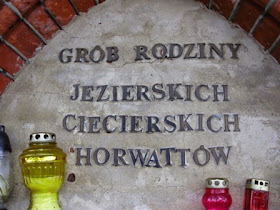 GRÓB RODZINY
JEZIERSKICH
CIECIERSKICH
HORWATTÓW